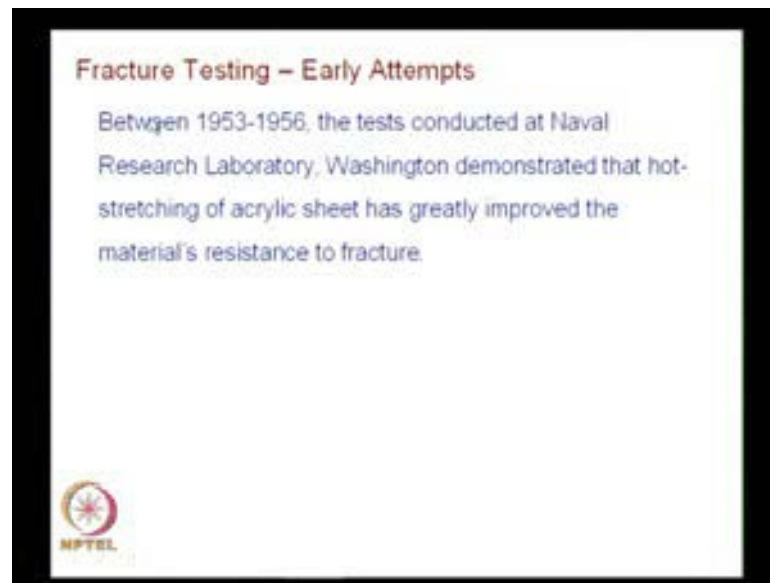 Fracture Testing – Early Attempts
Between 1953-1956, the tests conducted at Naval
Research Laboratory, Washington demonstrated that hot-
stretching of acrylic sheet has greatly improved the
material's resistance to fracture.
NPTEL